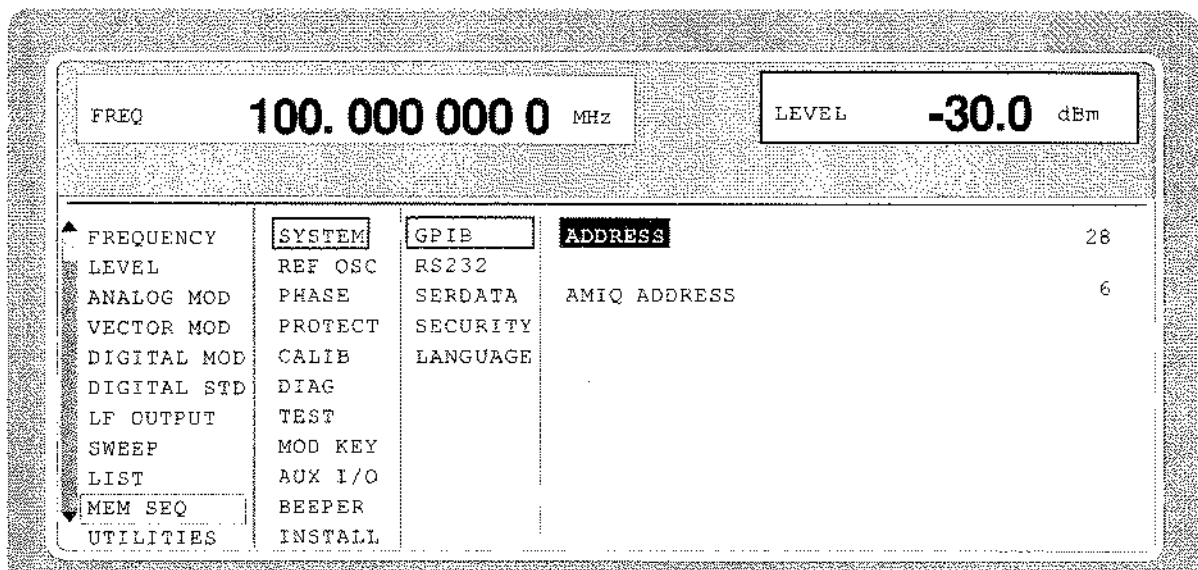 FREQ 100. 000 000 0 MHz LEVEL -30.0 dBm
FREQUENCY SYSTEM GPIB ADDRESS 28
LEVEL REF OSC RS232
ANALOG MOD PHASE SERDATA AMIQ ADDRESS 6
VECTOR MOD PROTECT SECURITY
DIGITAL MOD CALIB LANGUAGE
DIGITAL STD DIAG
LF OUTPUT TEST
SWEEP MOD KEY
LIST AUX I/O
MEM SEQ BEEPER
UTILITIES INSTALL